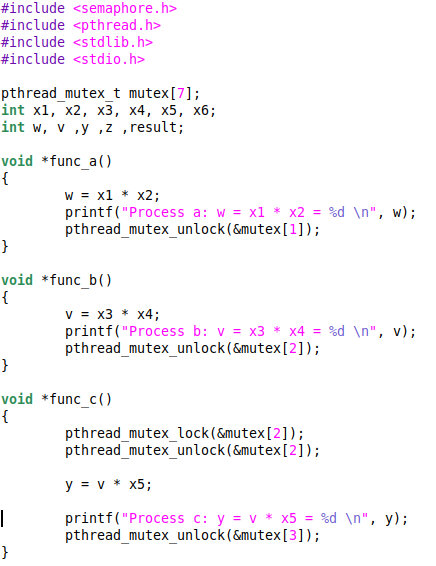 #include <semaphore.h>
#include <pthread.h>
#include <stdlib.h>
#include <stdio.h>

pthread_mutex_t mutex[7];
int x1, x2, x3, x4, x5, x6;
int w, v ,y ,z ,result;

void *func_a()
{
        w = x1 * x2;
        printf("Process a: w = x1 * x2 = %d \n", w);
        pthread_mutex_unlock(&mutex[1]);
}

void *func_b()
{
        v = x3 * x4;
        printf("Process b: v = x3 * x4 = %d \n", v);
        pthread_mutex_unlock(&mutex[2]);
}

void *func_c()
{
        pthread_mutex_lock(&mutex[2]);
        pthread_mutex_unlock(&mutex[2]);

        y = v * x5;

        printf("Process c: y = v * x5 = %d \n", y);
        pthread_mutex_unlock(&mutex[3]);
}